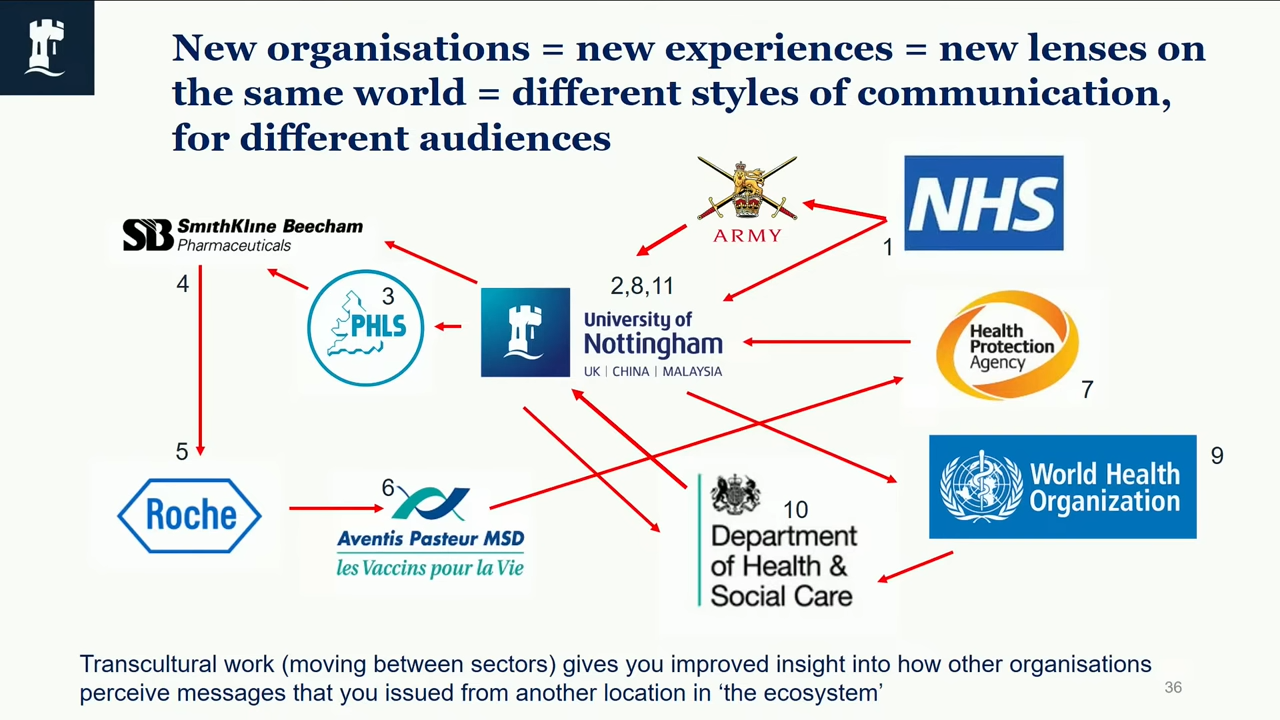 New organisations = new experiences = new lenses on
the same world = different styles of communication,
for different audiences
ARMY
NHS
1
SB SmithKline Beecham
Pharmaceuticals
4
3
PHLS
2,8,11
University of
Nottingham
UK | CHINA | MALAYSIA
Health
Protection
Agency
7
5
Roche
6
Aventis Pasteur MSD
les Vaccins pour la Vie
10
Department
of Health &
Social Care
World Health
Organization
9
Transcultural work (moving between sectors) gives you improved insight into how other organisations
perceive messages that you issued from another location in ‘the ecosystem’
36